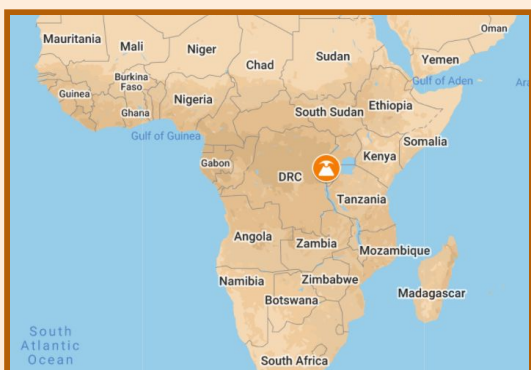 Oman
Mauritania
Mali
Niger
Sudan
Yemen
Chad
Gulf of Aden
Burkina
Faso
Guinea
Nigeria
Ethiopia
Ghana
South Sudan
Gulf of Guinea
Somalia
Kenya
Gabon
DRC
Tanzania
Angola
Zambia
Mozambique
Namibia
Zimbabwe
Madagascar
Botswana
South
Atlantic
Ocean
South Africa